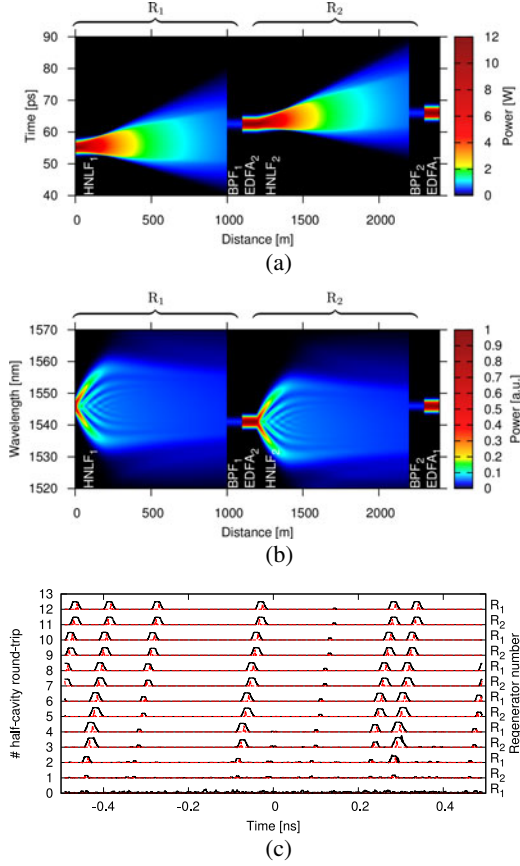 R₁ R₂
90
80
70
60
50
40
Time [ps]
HNLF₁
BPF₁
EDFA₂
HNLF₂
BPF₂
EDFA₁
0 500 1000 1500 2000
Distance [m]
12
10
8
6
4
2
0
Power [W]
(a)
R₁ R₂
1570
1560
1550
1540
1530
1520
Wavelength [nm]
HNLF₁
BPF₁
EDFA₂
HNLF₂
BPF₂
EDFA₁
0 500 1000 1500 2000
Distance [m]
1
0.9
0.8
0.7
0.6
0.5
0.4
0.3
0.2
0.1
0
Power [a.u.]
(b)
# half-cavity round-trip
13
12 R₁
11 R₂
10 R₁
9 R₂
8 R₁
7 R₂
6 R₁
5 R₂
4 R₁
3 R₂
2 R₁
1 R₂
0 R₁
Regenerator number
-0.4 -0.2 0 0.2 0.4
Time [ns]
(c)